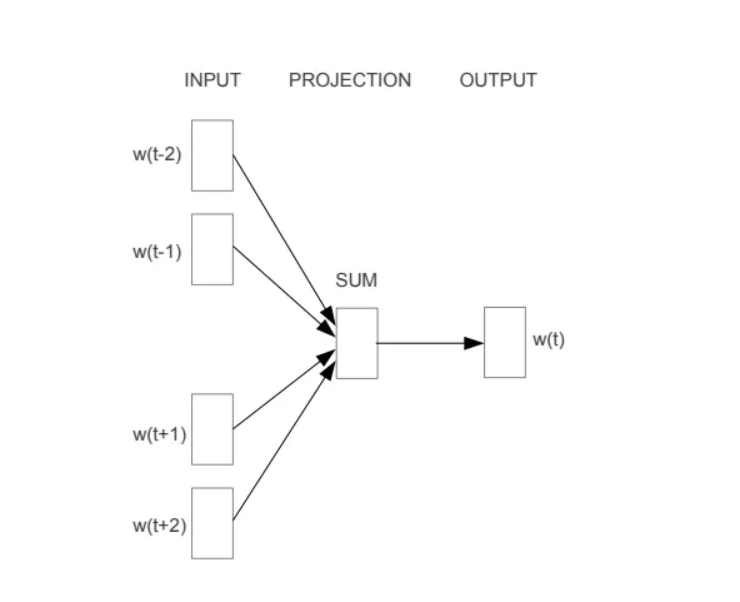 INPUT PROJECTION OUTPUT
w(t-2)
w(t-1)
SUM
w(t)
w(t+1)
w(t+2)